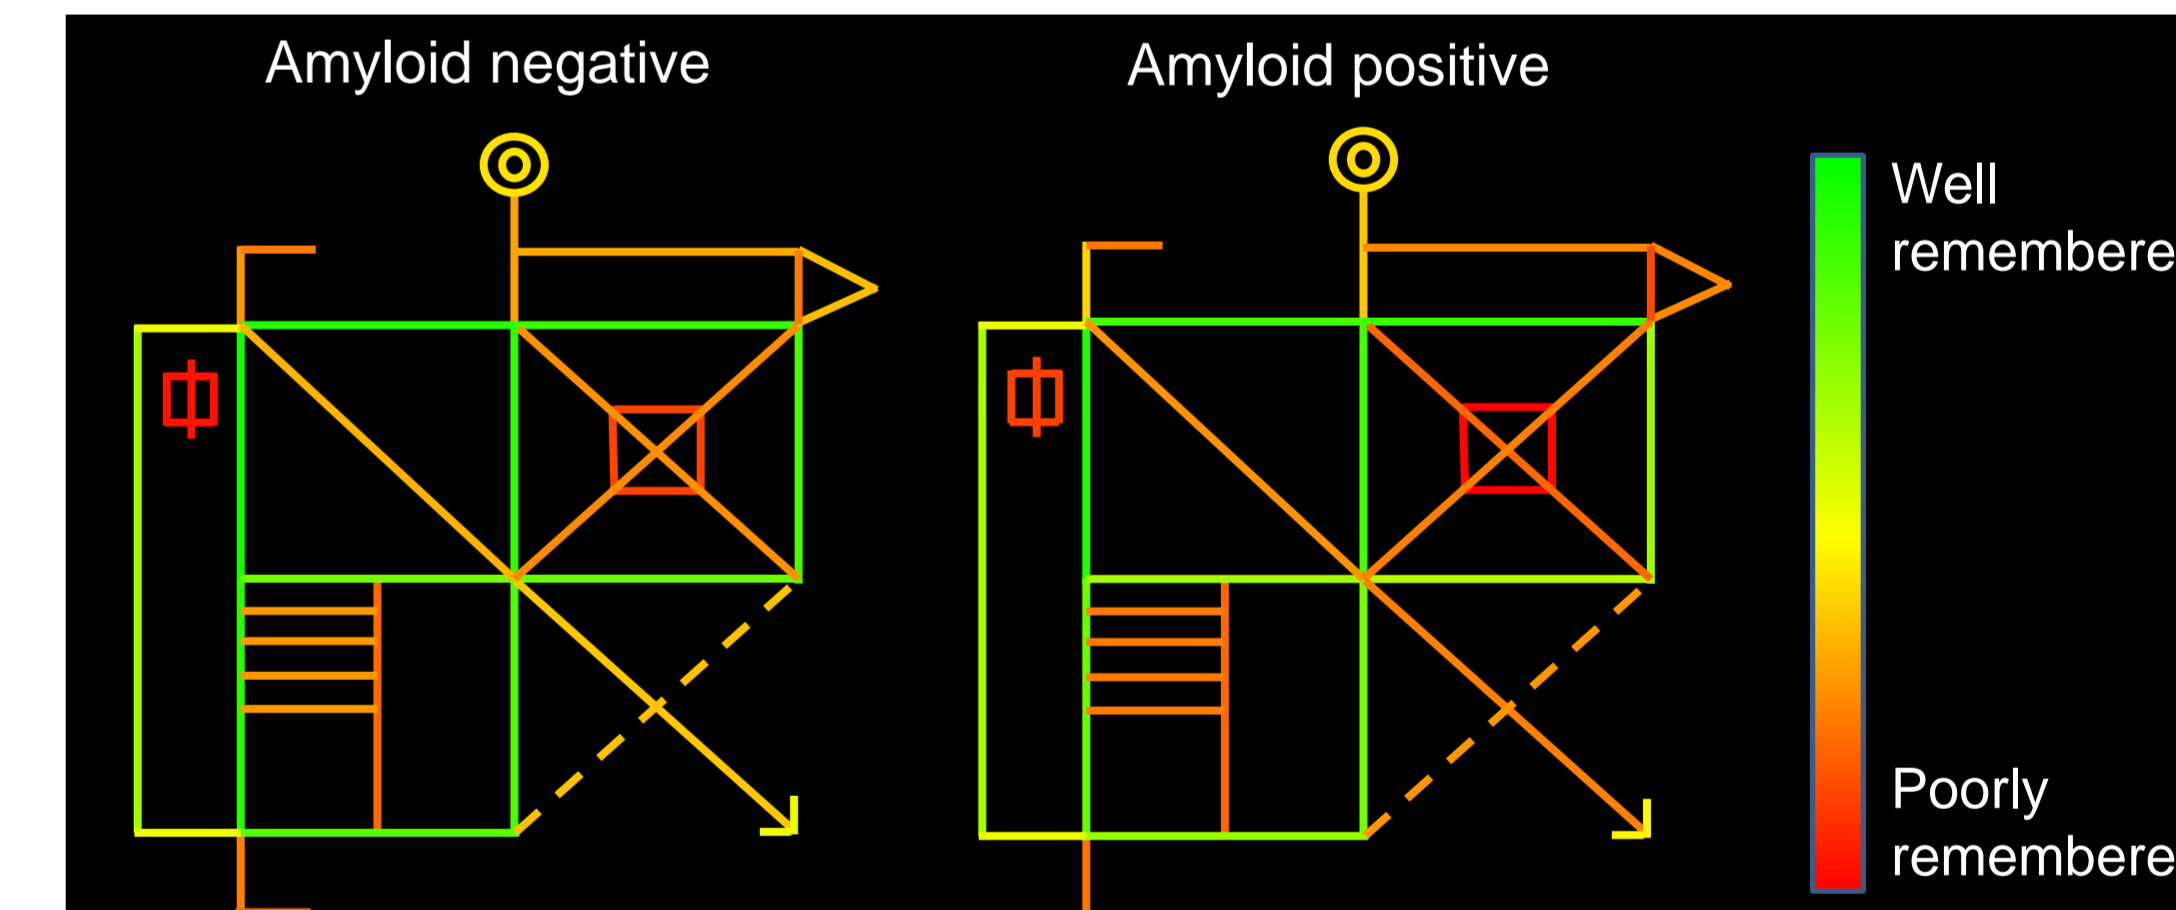 Amyloid negative
Amyloid positive
Well
remembere
Poorly
remembere